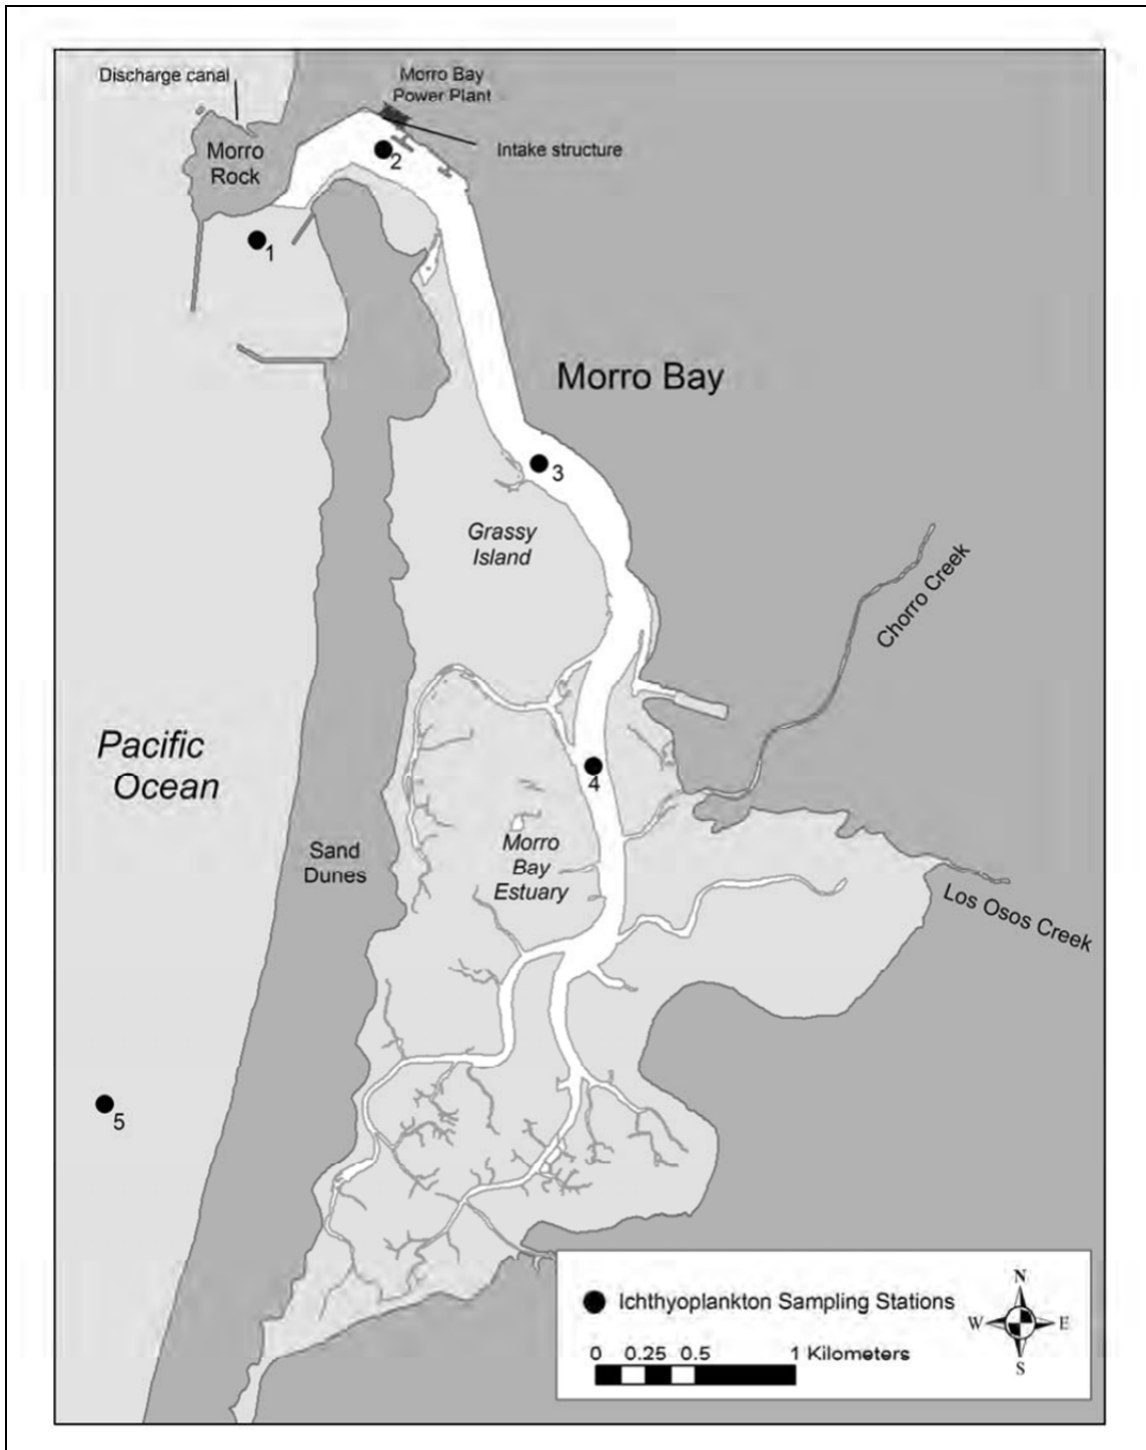 Discharge canal
Morro Bay
Power Plant
Morro
Rock
Intake structure
2
1
Morro Bay
3
Grassy
Island
Chorro Creek
Pacific
Ocean
4
Morro
Bay
Estuary
Sand
Dunes
Los Osos Creek
5
Ichthyoplankton Sampling Stations
N
W E
S
0 0.25 0.5 1 Kilometers